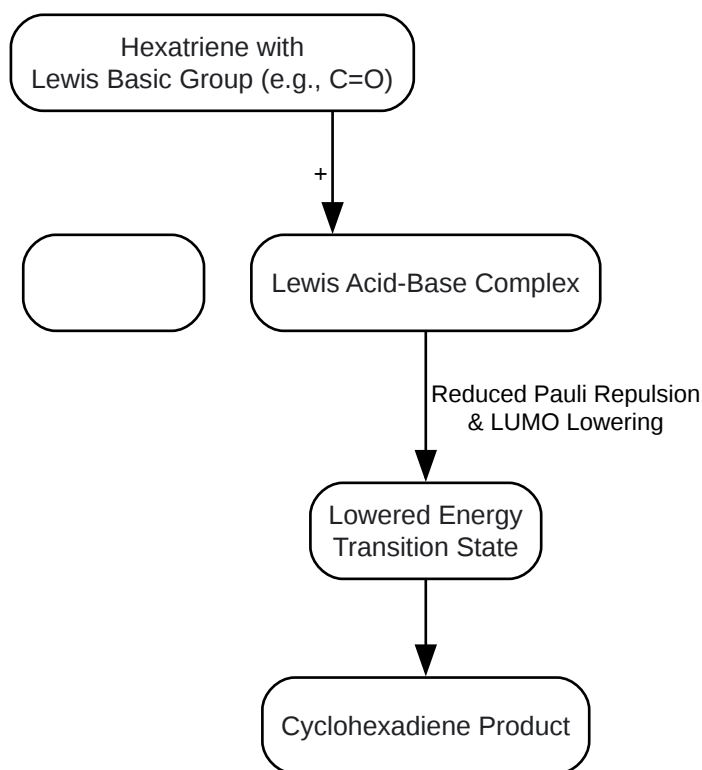 Hexatriene with
Lewis Basic Group (e.g., C=O)
+
Lewis Acid-Base Complex
Reduced Pauli Repulsion
& LUMO Lowering
Lowered Energy
Transition State
Cyclohexadiene Product